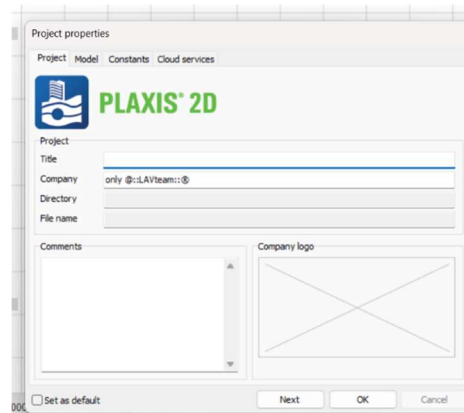 Project properties
Project Model Constants Cloud services
PLAXIS® 2D
Project
Title
Company only @::LAVteam::®
Directory
File name
Comments Company logo
000
Set as default Next OK Cancel